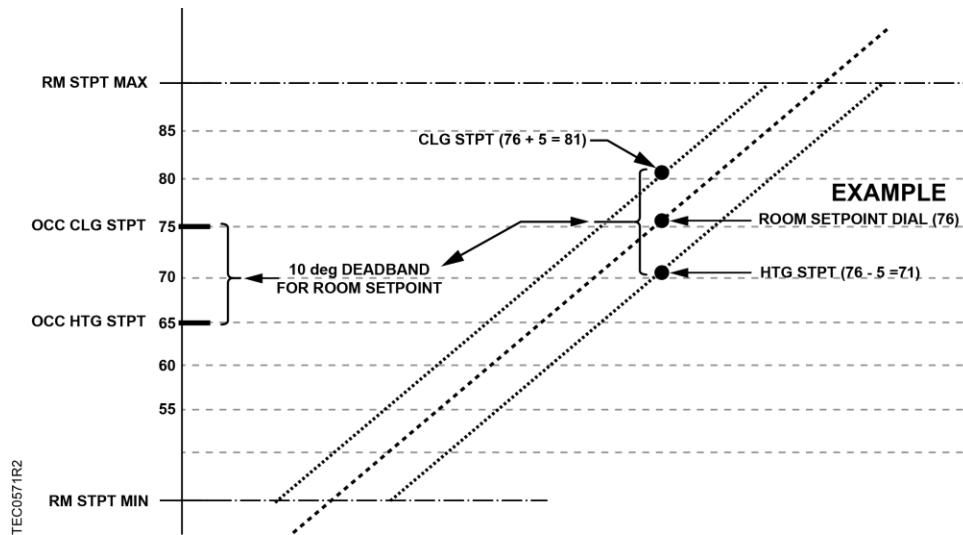 RM STPT MAX
85
CLG STPT (76 + 5 = 81)
80
EXAMPLE
OCC CLG STPT 75
ROOM SETPOINT DIAL (76)
10 deg DEADBAND
FOR ROOM SETPOINT
70
HTG STPT (76 - 5 =71)
OCC HTG STPT 65
60
55
RM STPT MIN
TEC0571R2